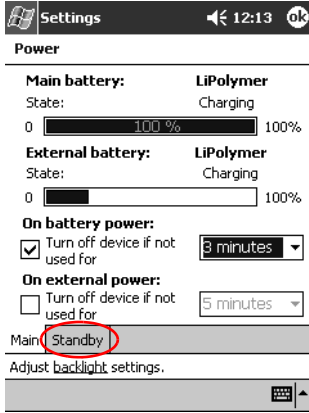 Settings 12:13 ok
Power
Main battery: LiPolymer
State: Charging
0 100 % 100%
External battery: LiPolymer
State: Charging
0 100%
On battery power:
Turn off device if not
used for
3 minutes
On external power:
Turn off device if not
used for
5 minutes
Main Standby
Adjust backlight settings.